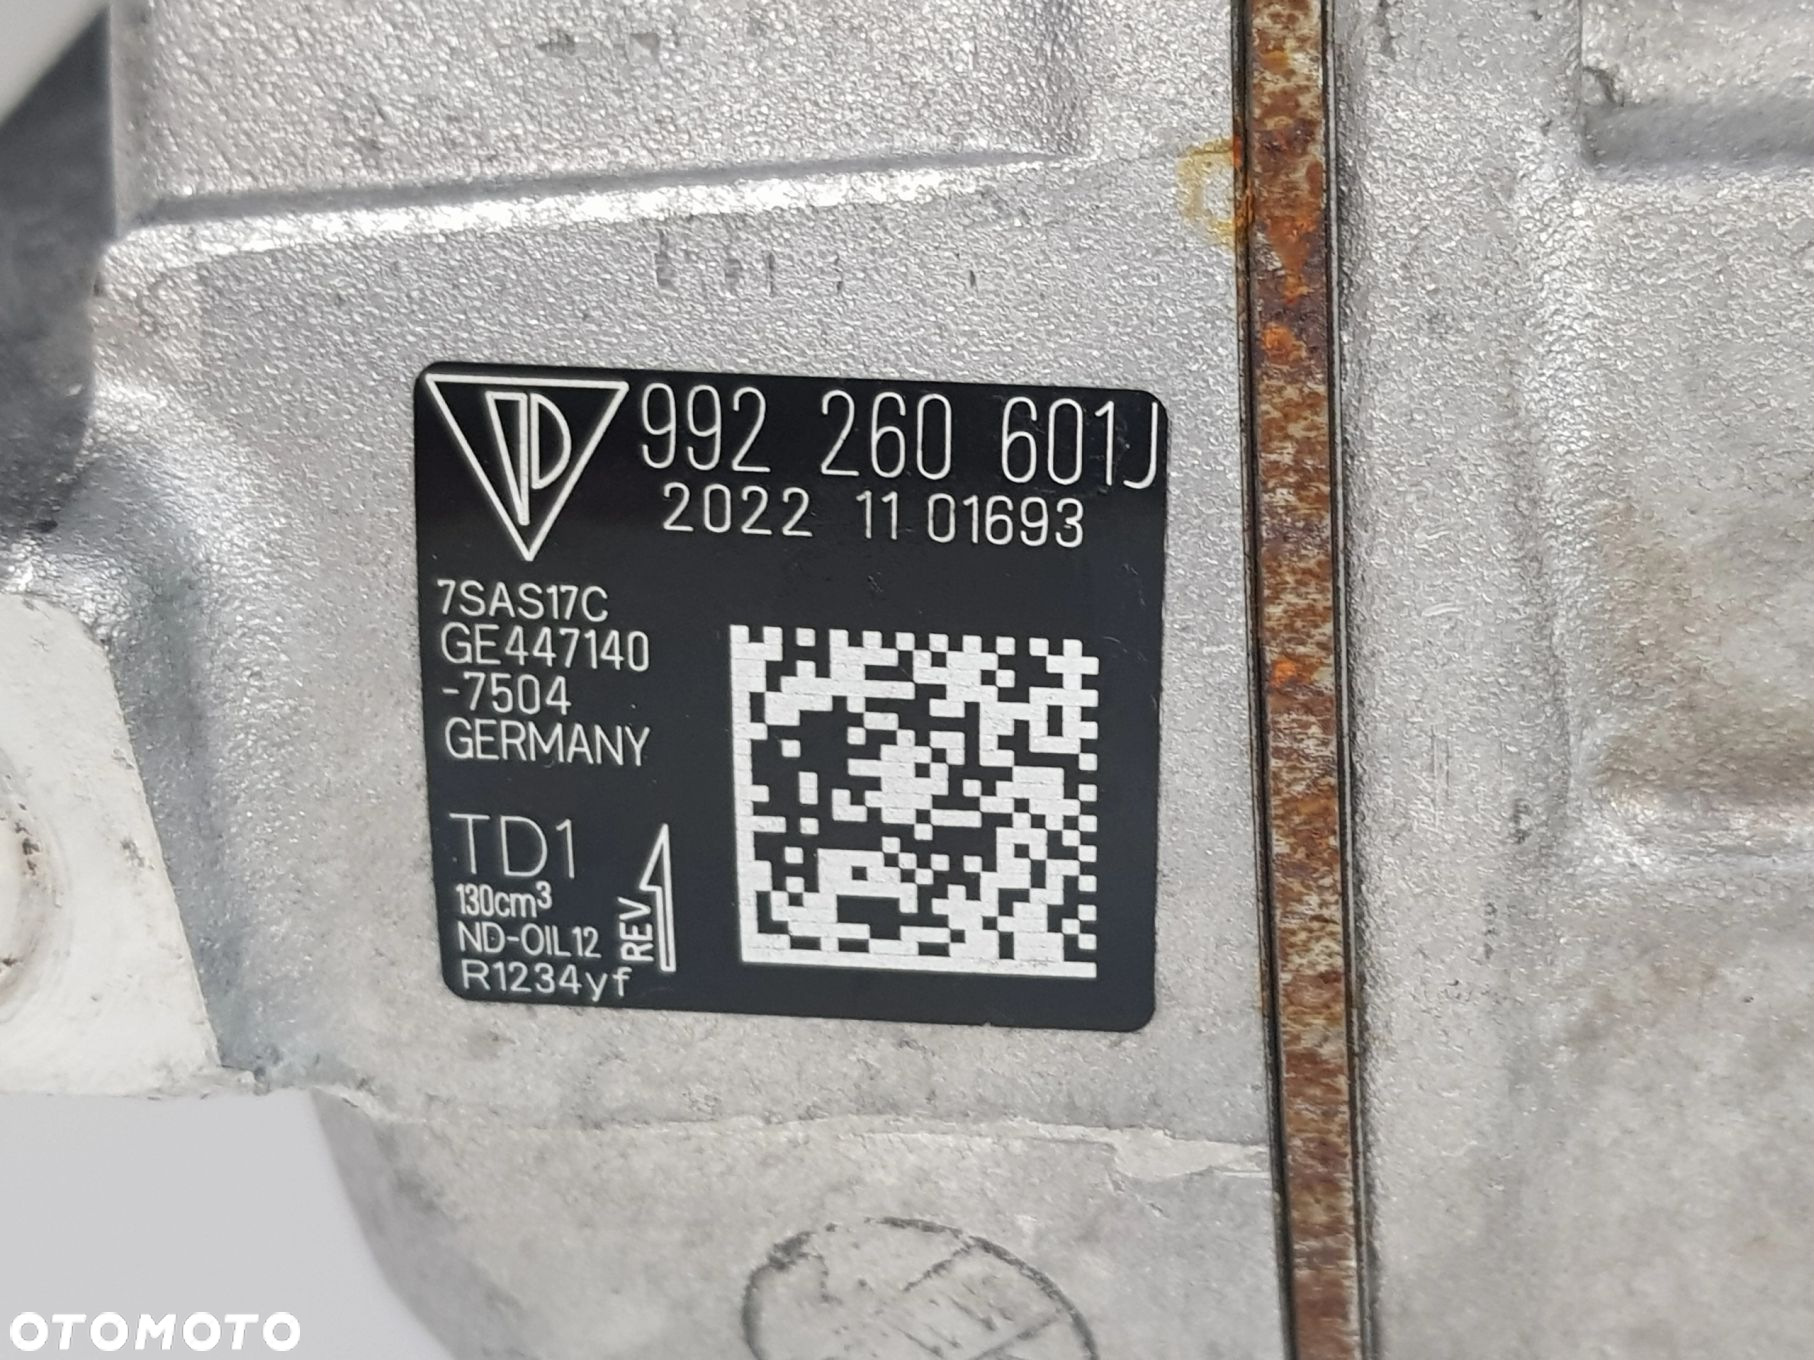 992 260 601J
2022 11 01693
7SAS17C
GE447140
-7504
GERMANY
TD1
130cm³
ND-OIL12
R1234yf
REV
OTOMOTO